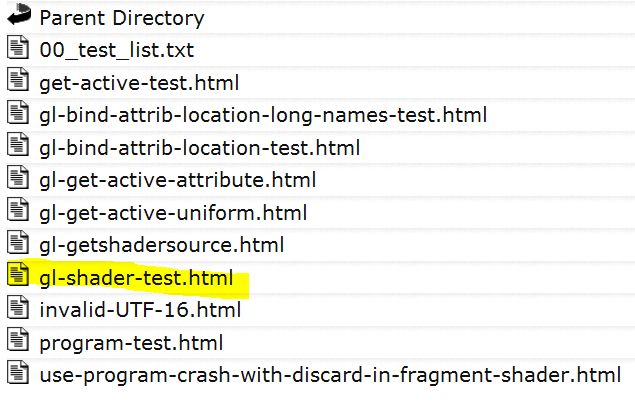 Parent Directory
00_test_list.txt
get-active-test.html
gl-bind-attrib-location-long-names-test.html
gl-bind-attrib-location-test.html
gl-get-active-attribute.html
gl-get-active-uniform.html
gl-getshadersource.html
gl-shader-test.html
invalid-UTF-16.html
program-test.html
use-program-crash-with-discard-in-fragment-shader.html